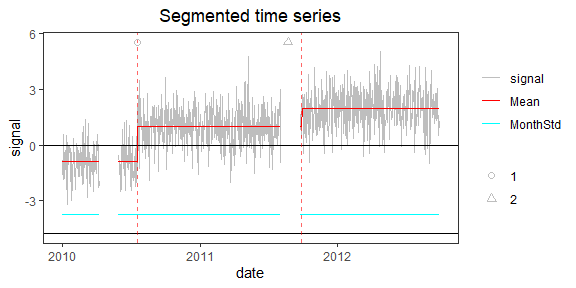 Segmented time series
6
3
0
-3
signal
2010
2011
2012
date
signal
Mean
MonthStd
1
2